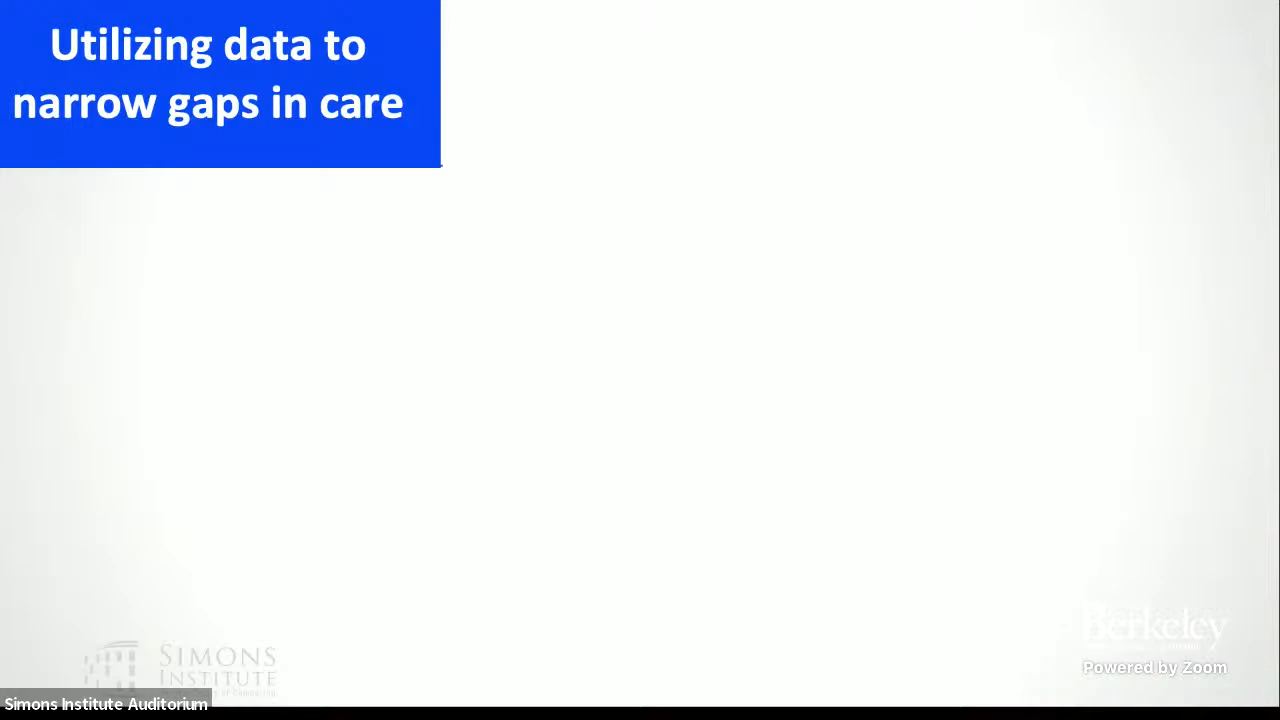 Utilizing data to
narrow gaps in care
SIMONS
INSTITUTE
Berkeley
Powered by Zoom
Simons Institute Auditorium